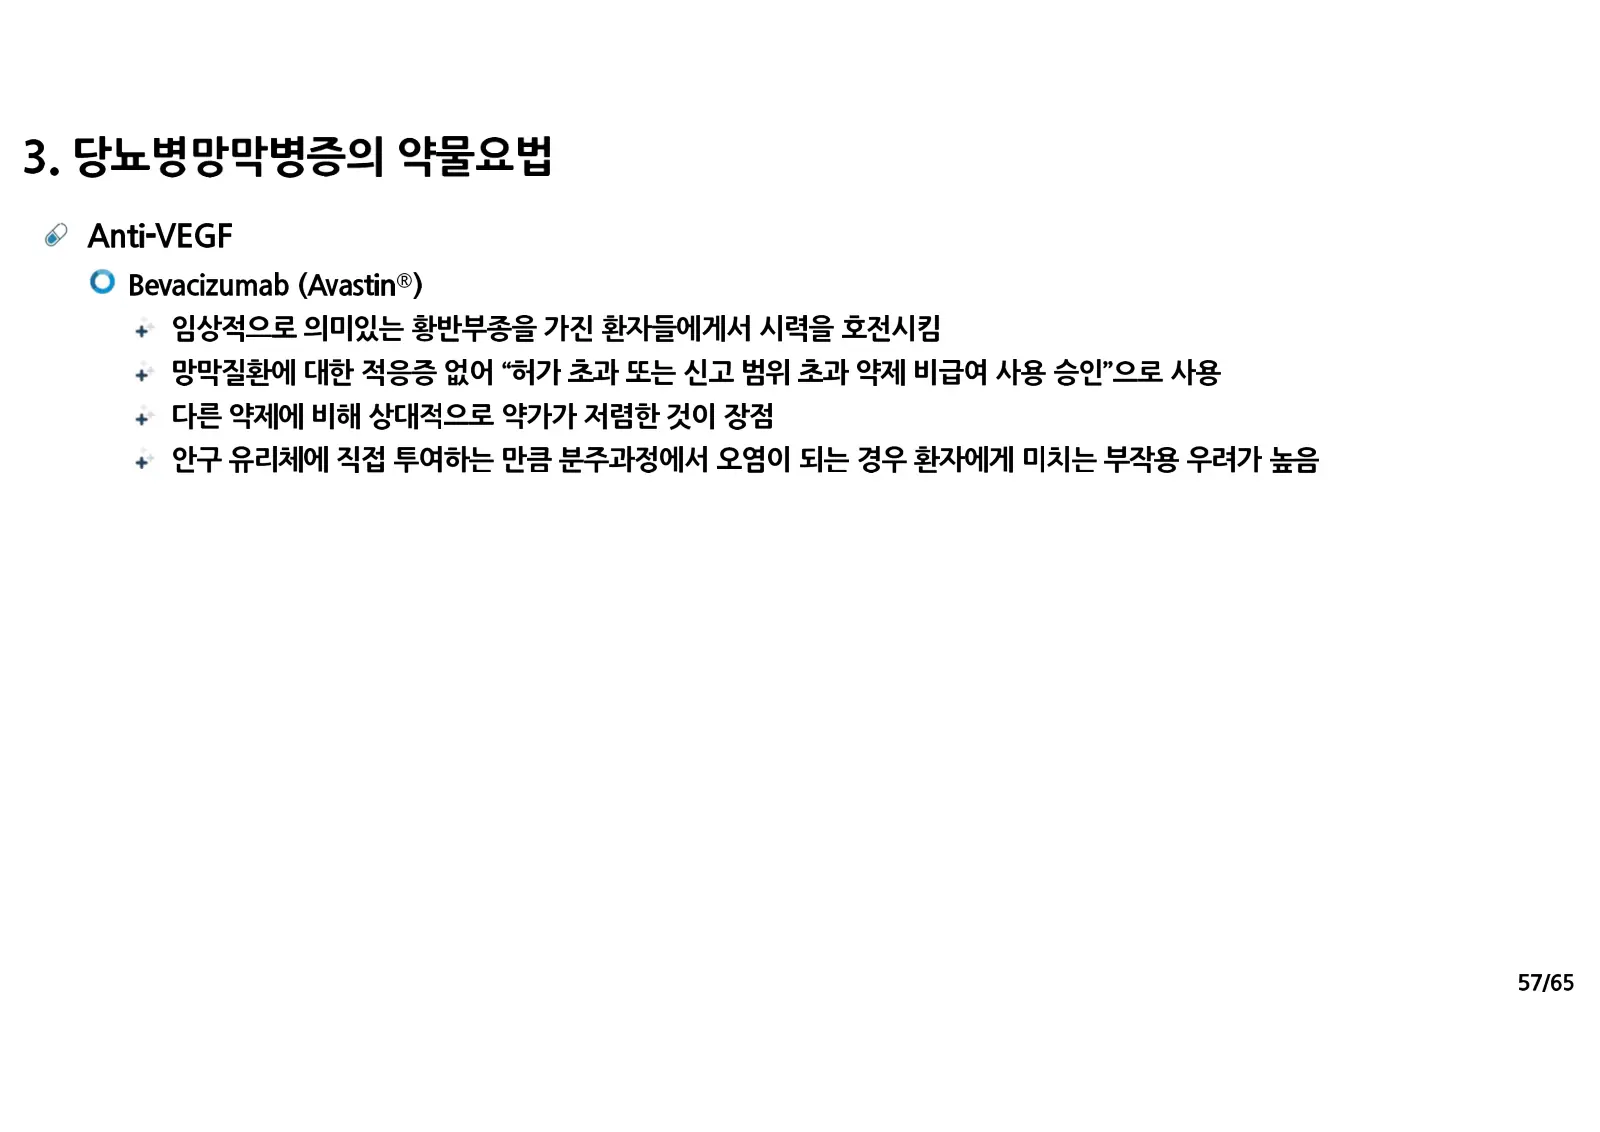 3. 당뇨병망막병증의 약물요법
Anti-VEGF
Bevacizumab (Avastin®)
임상적으로 의미있는 황반부종을 가진 환자들에게서 시력을 호전시킴
망막질환에 대한 적응증 없어 “허가 초과 또는 신고 범위 초과 약제 비급여 사용 승인”으로 사용
다른 약제에 비해 상대적으로 약가가 저렴한 것이 장점
안구 유리체에 직접 투여하는 만큼 분주과정에서 오염이 되는 경우 환자에게 미치는 부작용 우려가 높음
57/65